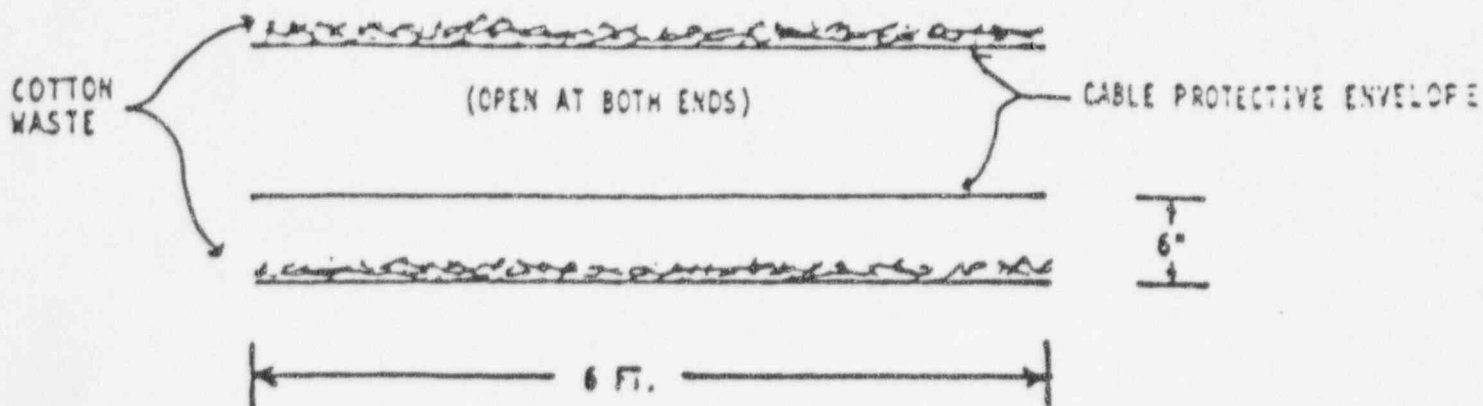 COTTON
WASTE
(OPEN AT BOTH ENDS)
CABLE PROTECTIVE ENVELOPE
6"
6 FT.